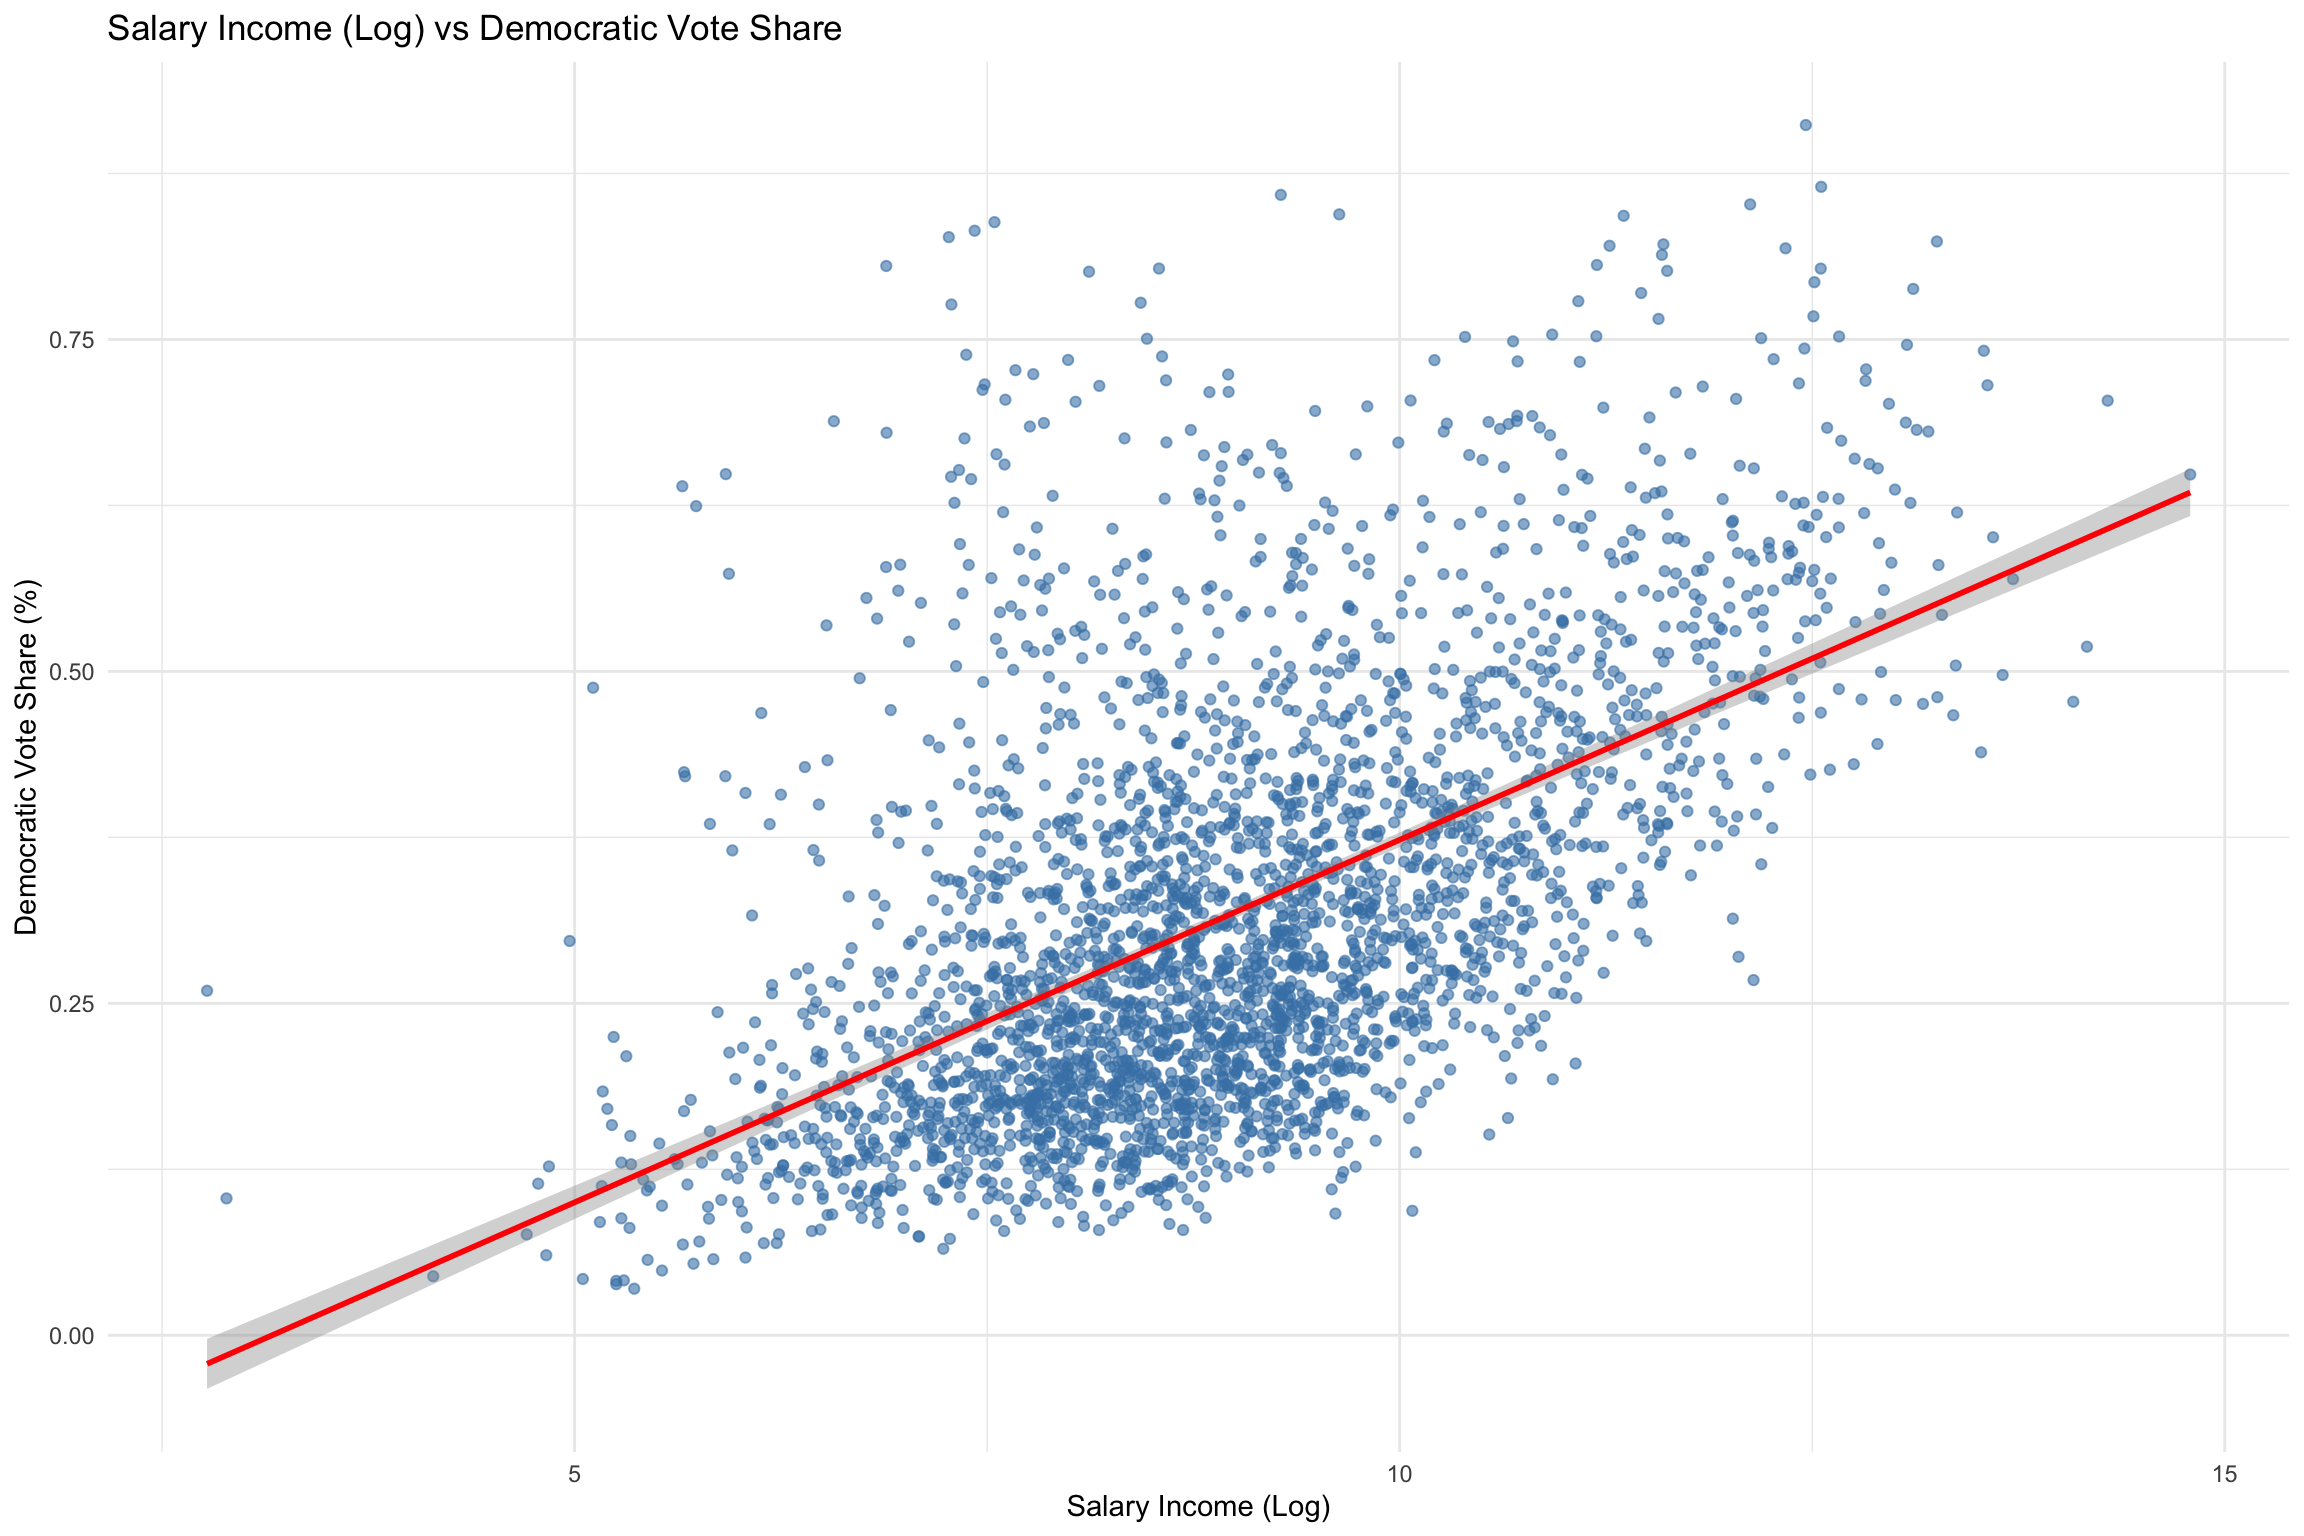 Salary Income (Log) vs Democratic Vote Share
Democratic Vote Share (%)
0.75
0.50
0.25
0.00
5
10
15
Salary Income (Log)